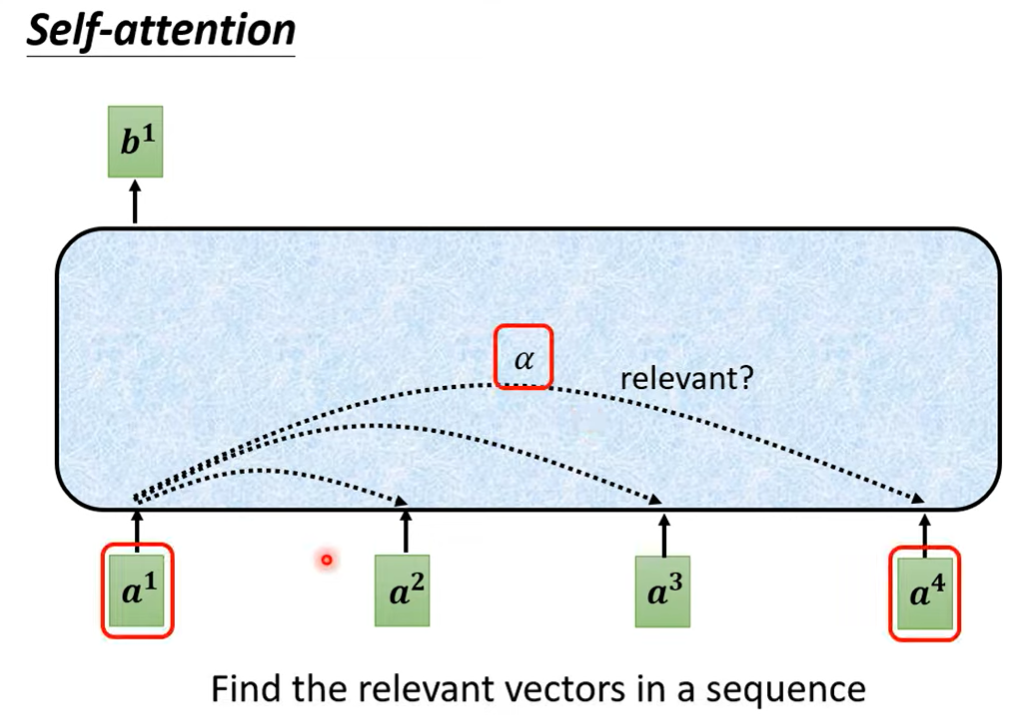 Self-attention
b¹
α
relevant?
a¹
a²
a³
a⁴
Find the relevant vectors in a sequence